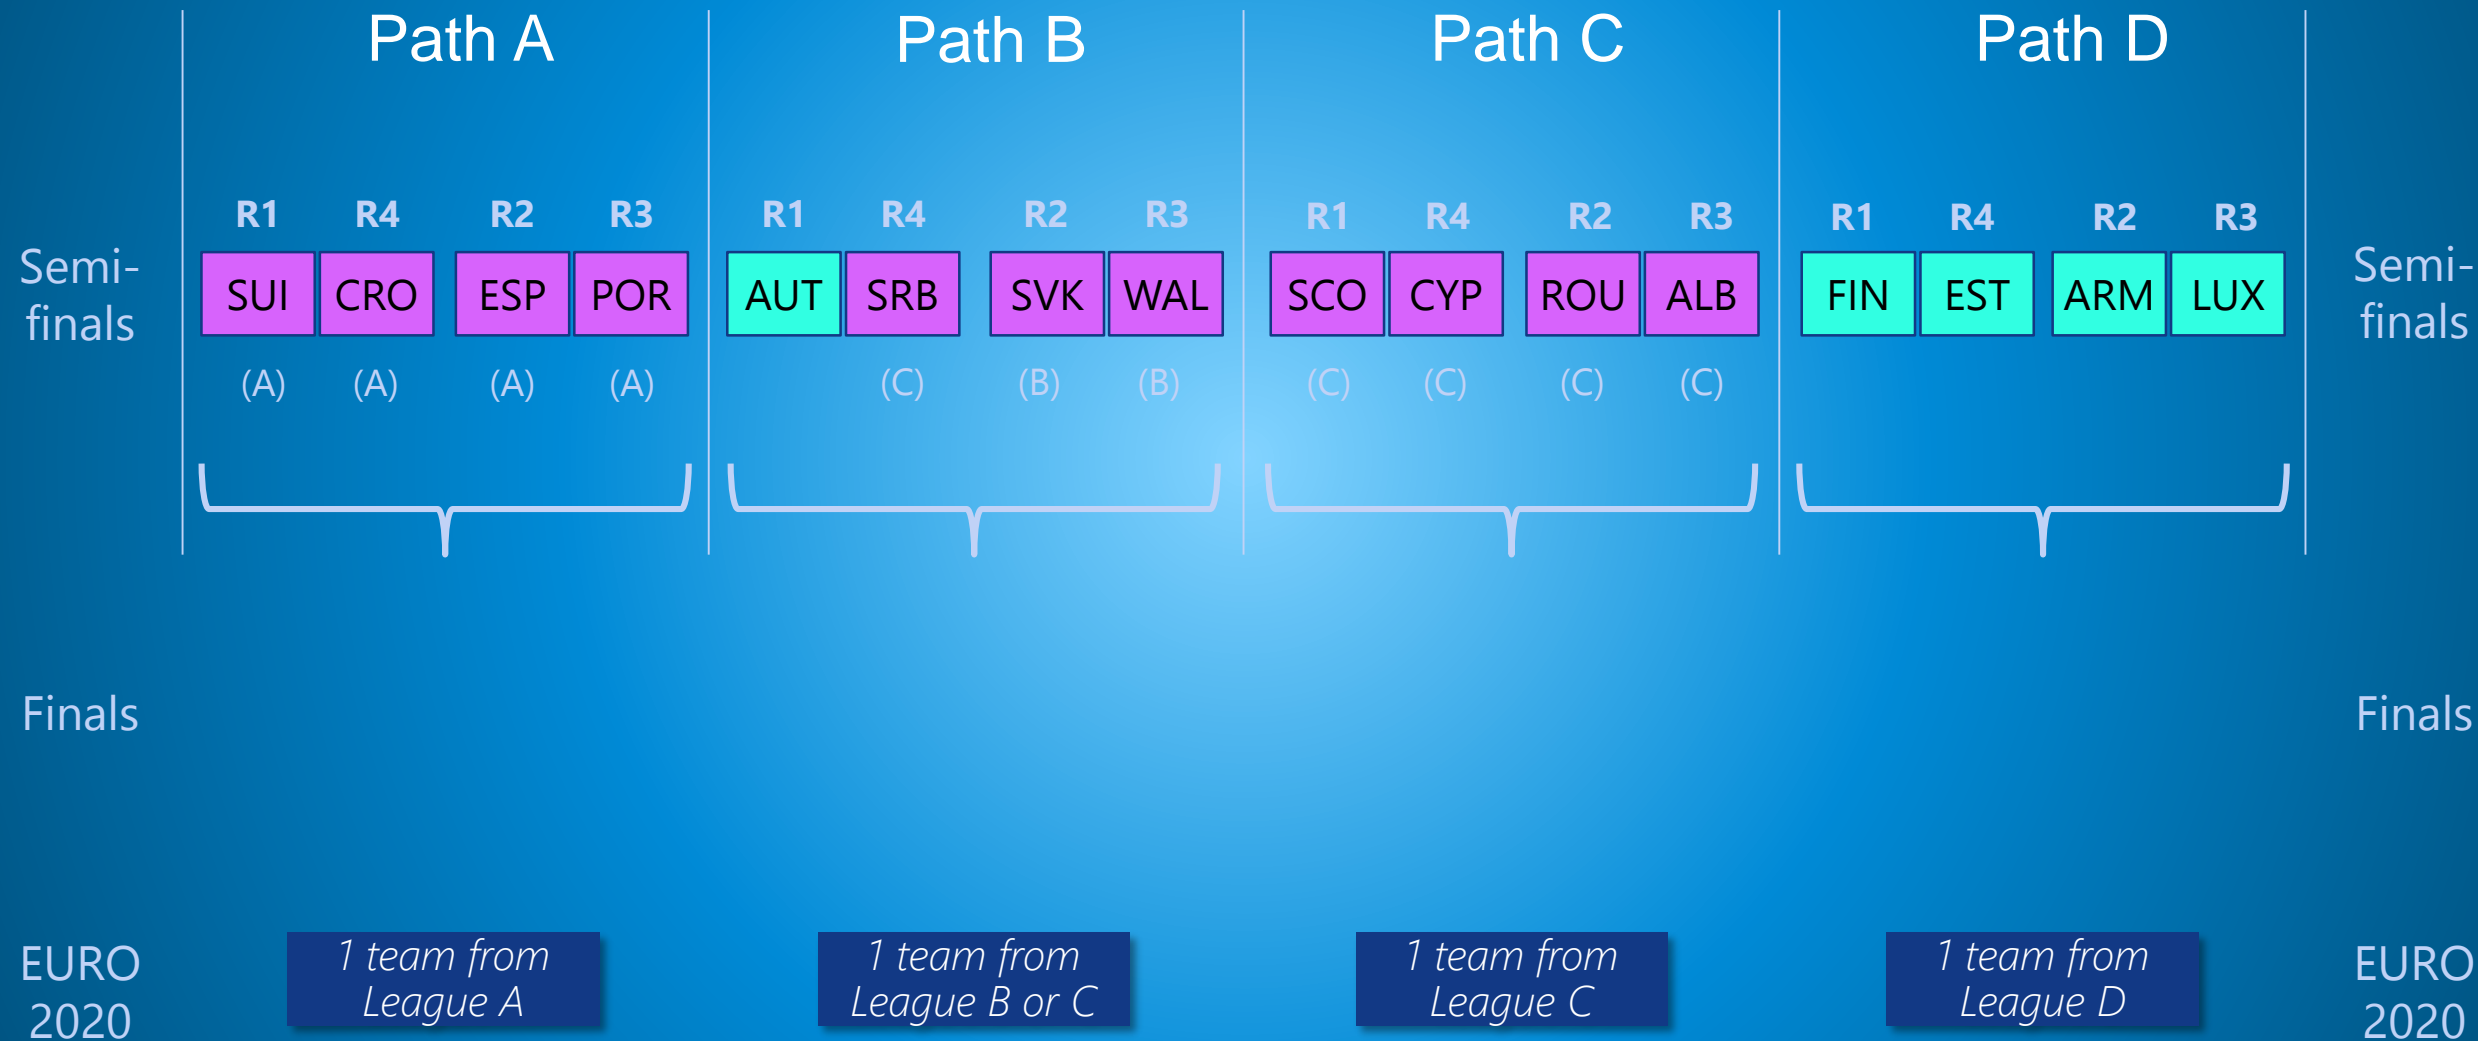 Path A Path B Path C Path D
R1 R4 R2 R3 R1 R4 R2 R3 R1 R4 R2 R3 R1 R4 R2 R3
Semi-
finals
SUI CRO ESP POR AUT SRB SVK WAL SCO CYP ROU ALB FIN EST ARM LUX
Semi-
finals
(A) (A) (A) (A) (C) (B) (B) (C) (C) (C) (C)
Finals Finals
EURO
2020
1 team from
League A
1 team from
League B or C
1 team from
League C
1 team from
League D
EURO
2020